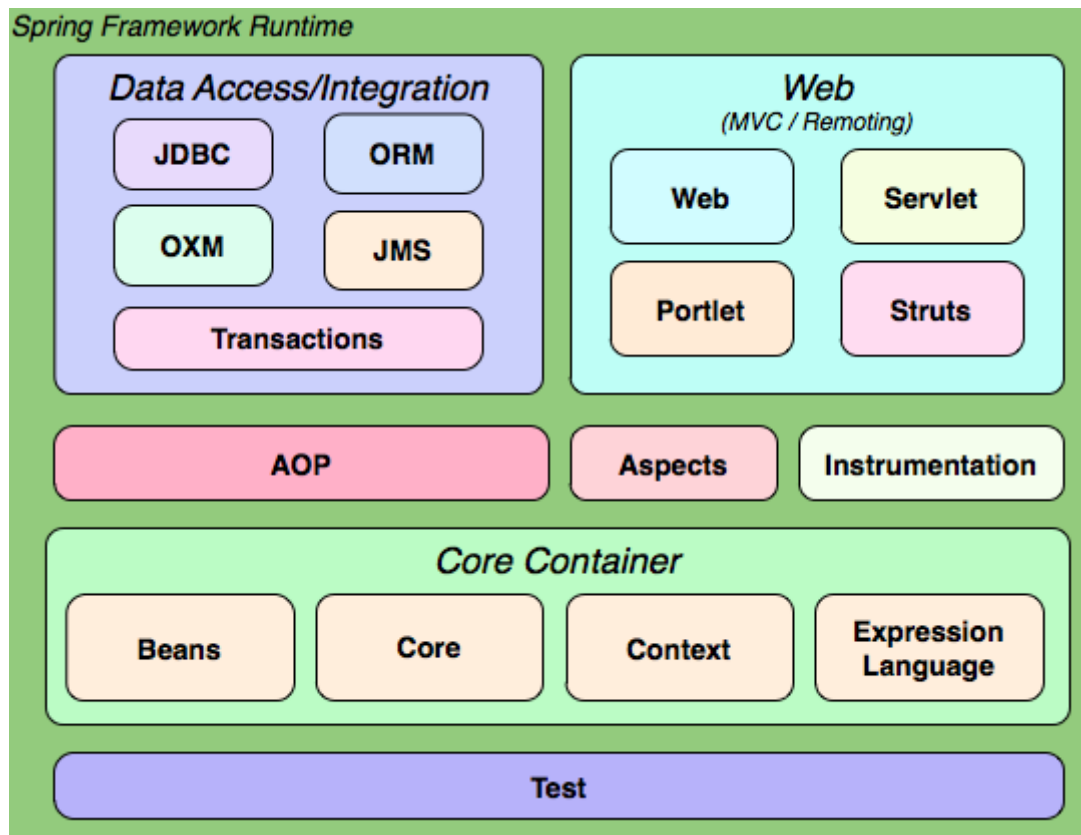 Spring Framework Runtime
Data Access/Integration
JDBC
ORM
OXM
JMS
Transactions
Web
(MVC / Remoting)
Web
Servlet
Portlet
Struts
AOP
Aspects
Instrumentation
Core Container
Beans
Core
Context
Expression
Language
Test